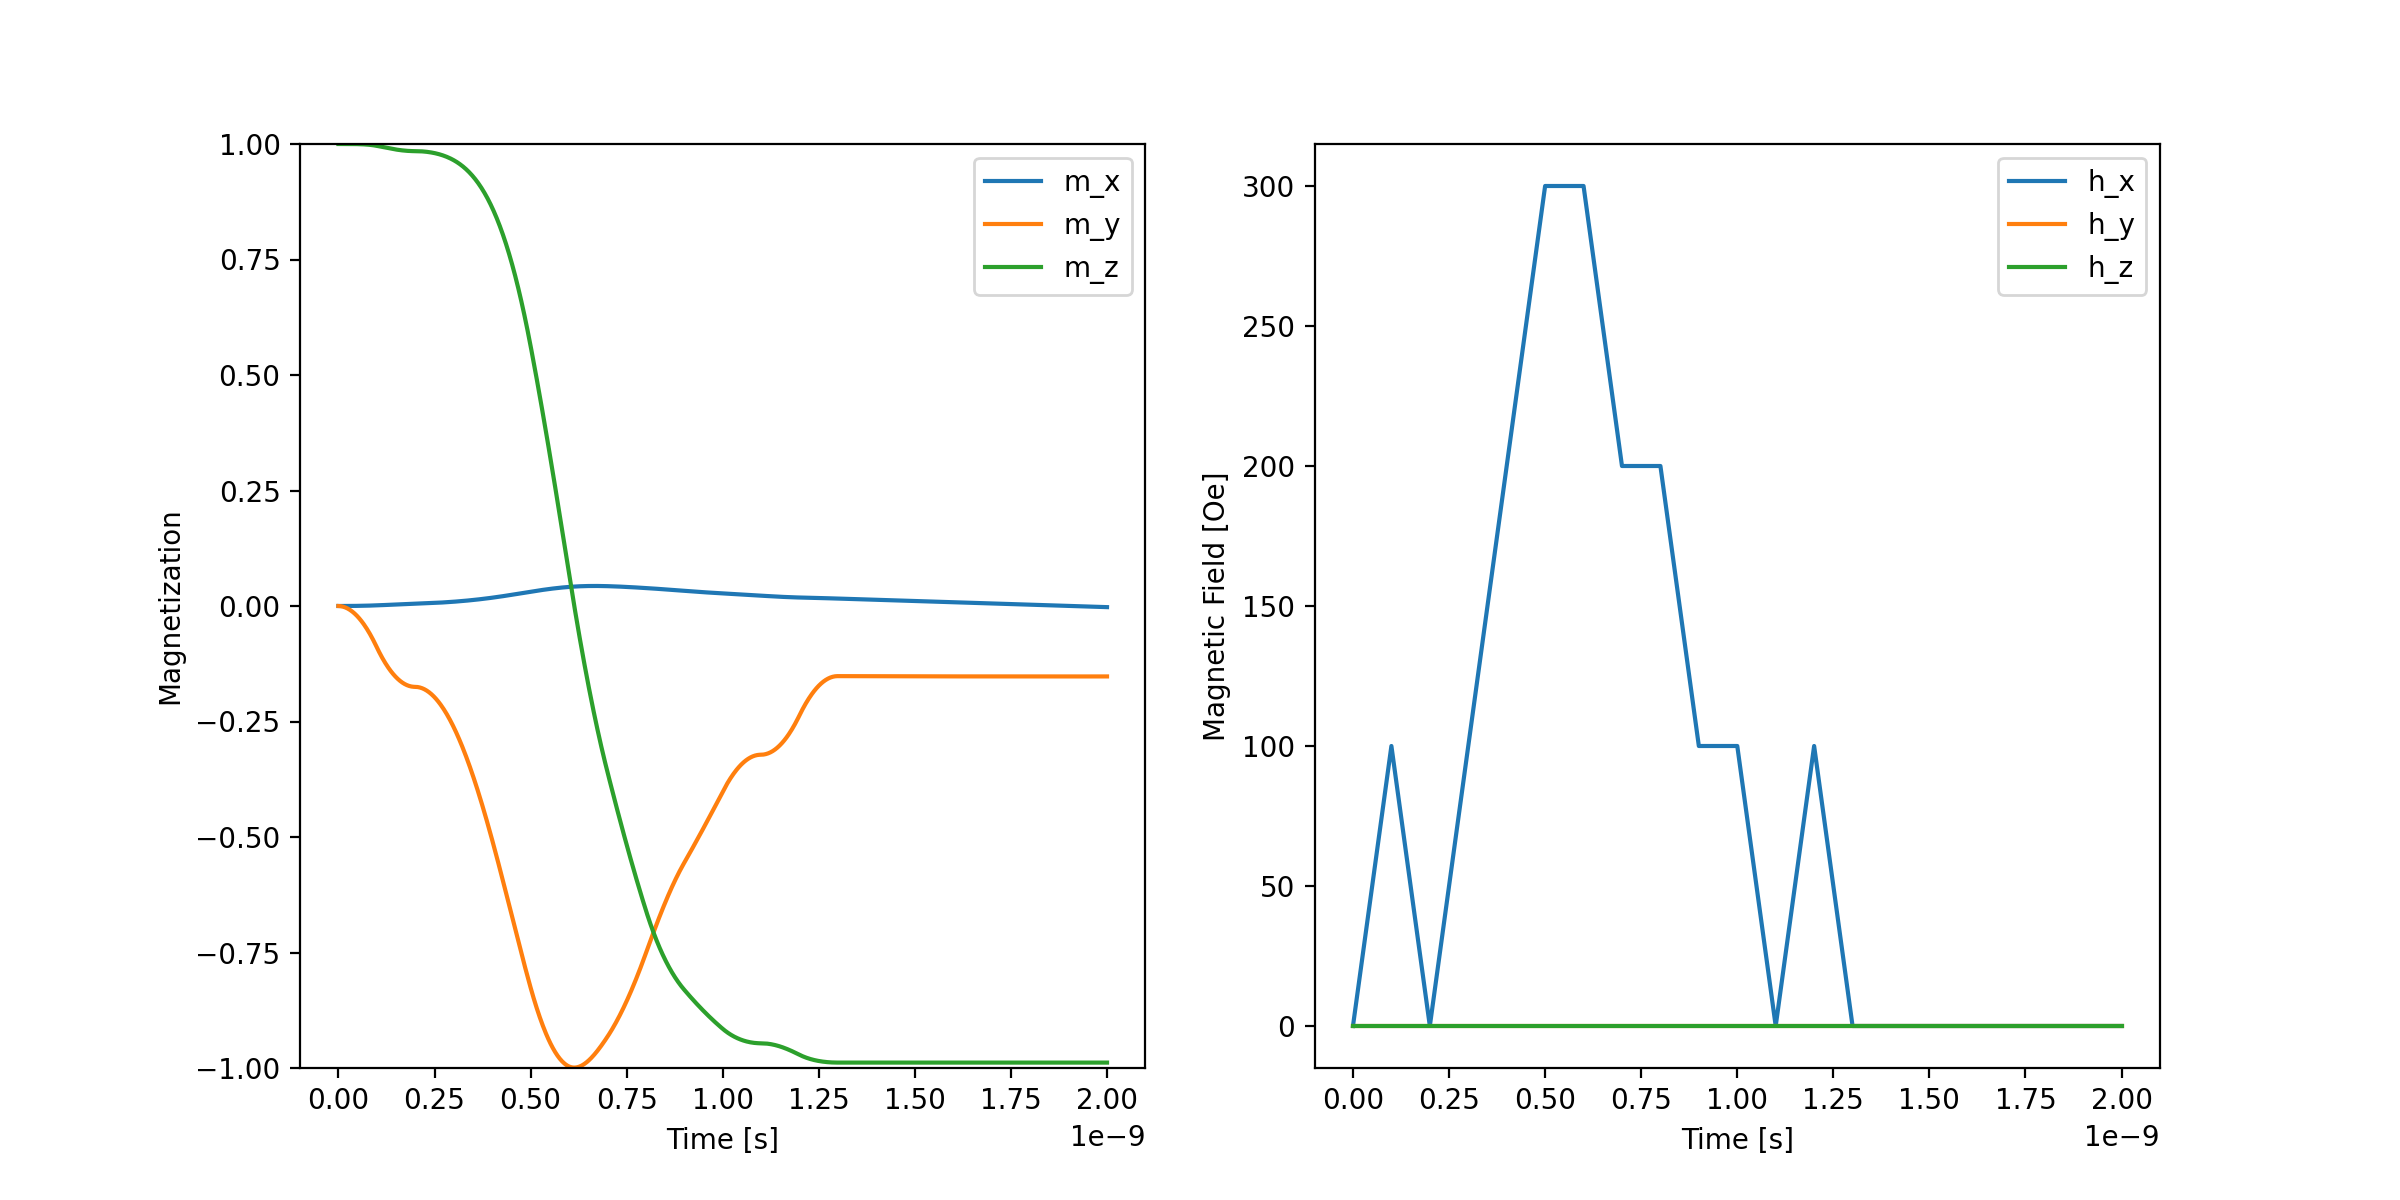 1.00
0.75
0.50
0.25
0.00
−0.25
−0.50
−0.75
−1.00
Magnetization
m_x
m_y
m_z
0.00 0.25 0.50 0.75 1.00 1.25 1.50 1.75 2.00
1e−9
Time [s]
300
250
200
150
100
50
0
Magnetic Field [Oe]
h_x
h_y
h_z
0.00 0.25 0.50 0.75 1.00 1.25 1.50 1.75 2.00
1e−9
Time [s]